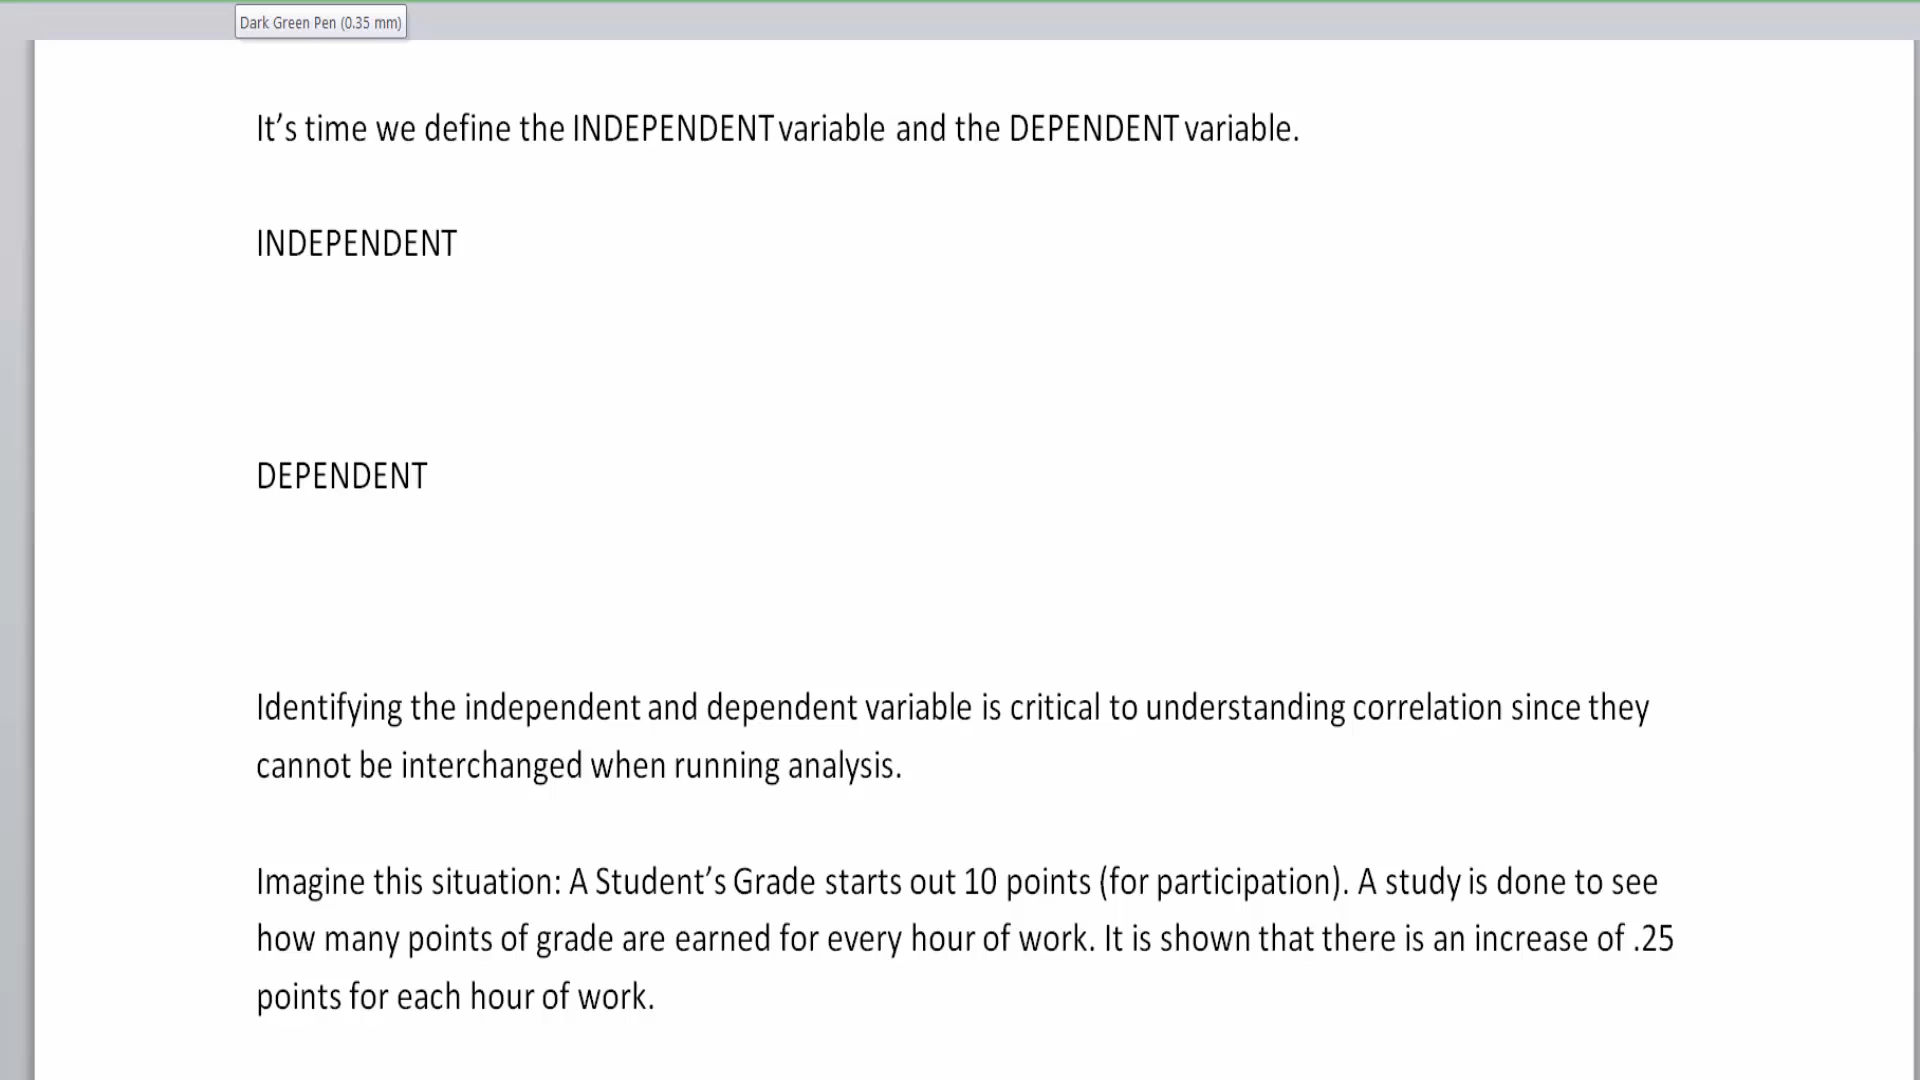 Dark Green Pen (0.35 mm)
It’s time we define the INDEPENDENT variable and the DEPENDENT variable.
INDEPENDENT
DEPENDENT
Identifying the independent and dependent variable is critical to understanding correlation since they
cannot be interchanged when running analysis.
Imagine this situation: A Student’s Grade starts out 10 points (for participation). A study is done to see
how many points of grade are earned for every hour of work. It is shown that there is an increase of .25
points for each hour of work.